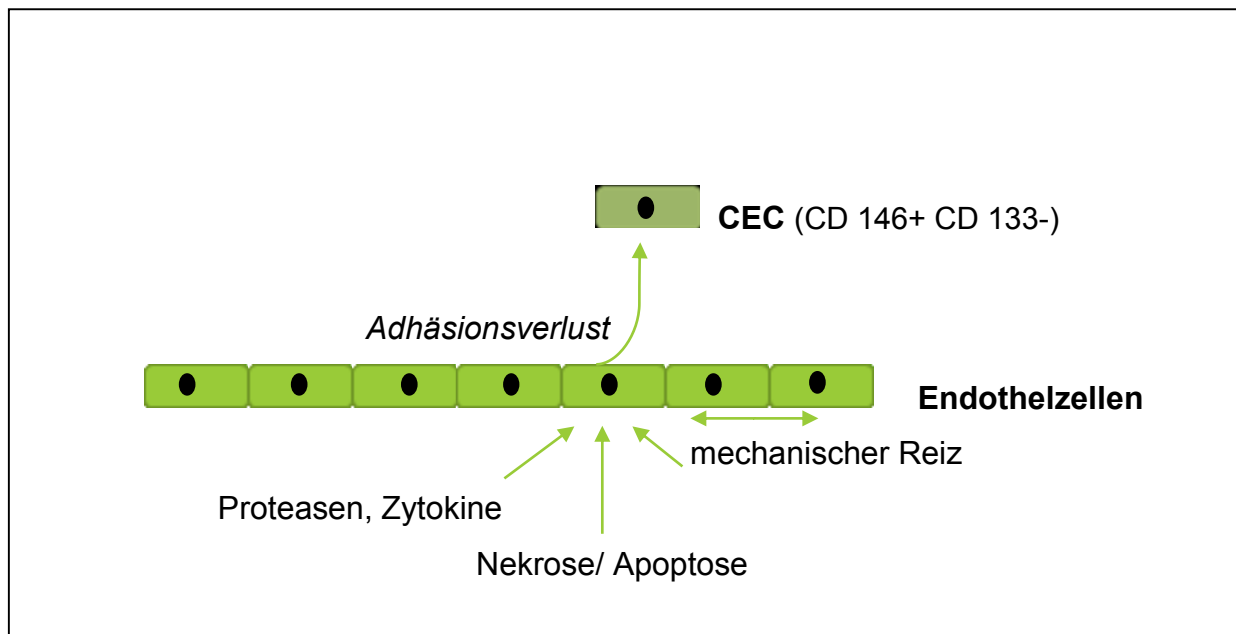 CEC (CD 146+ CD 133-)
Adhäsionsverlust
Endothelzellen
mechanischer Reiz
Proteasen, Zytokine
Nekrose/ Apoptose